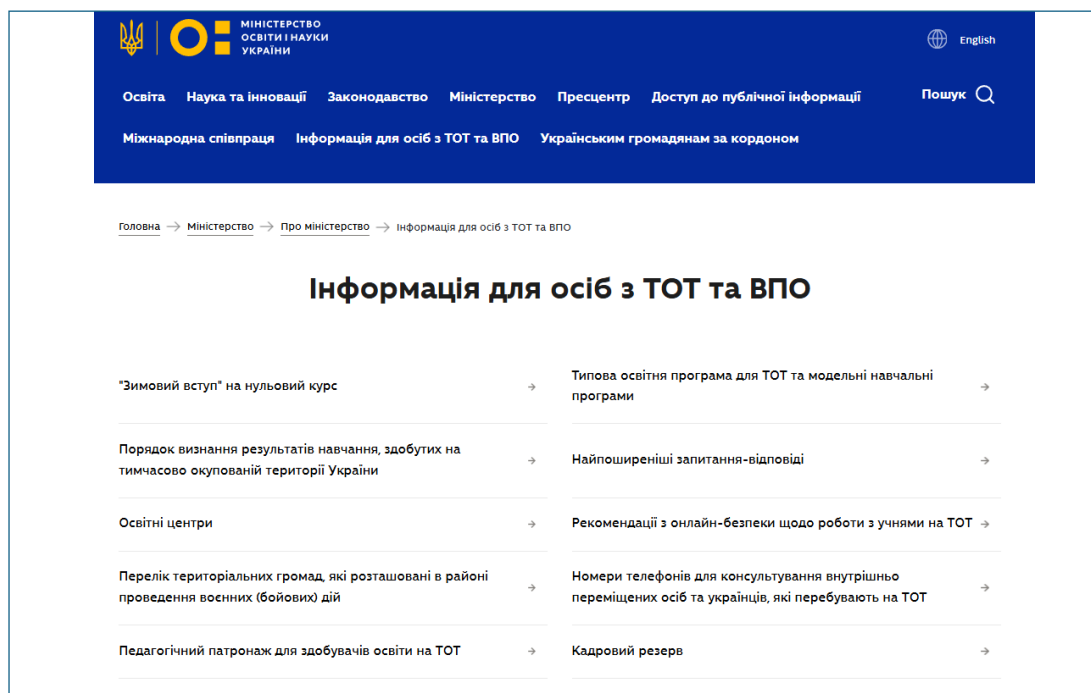 МІНІСТЕРСТВО
ОСВІТИ І НАУКИ
УКРАЇНИ
English
Освіта Наука та інновації Законодавство Міністерство Пресцентр Доступ до публічної інформації Пошук
Міжнародна співпраця Інформація для осіб з ТОТ та ВПО Українським громадянам за кордоном
Головна → Міністерство → Про міністерство → Інформація для осіб з ТОТ та ВПО
Інформація для осіб з ТОТ та ВПО
"Зимовий вступ" на нульовий курс →
Типова освітня програма для ТОТ та модельні навчальні
програми →
Порядок визнання результатів навчання, здобутих на
тимчасово окупованій території України →
Найпоширеніші запитання-відповіді →
Освітні центри →
Рекомендації з онлайн-безпеки щодо роботи з учнями на ТОТ →
Перелік територіальних громад, які розташовані в районі
проведення воєнних (бойових) дій →
Номери телефонів для консультування внутрішньо
переміщених осіб та українців, які перебувають на ТОТ →
Педагогічний патронаж для здобувачів освіти на ТОТ →
Кадровий резерв →